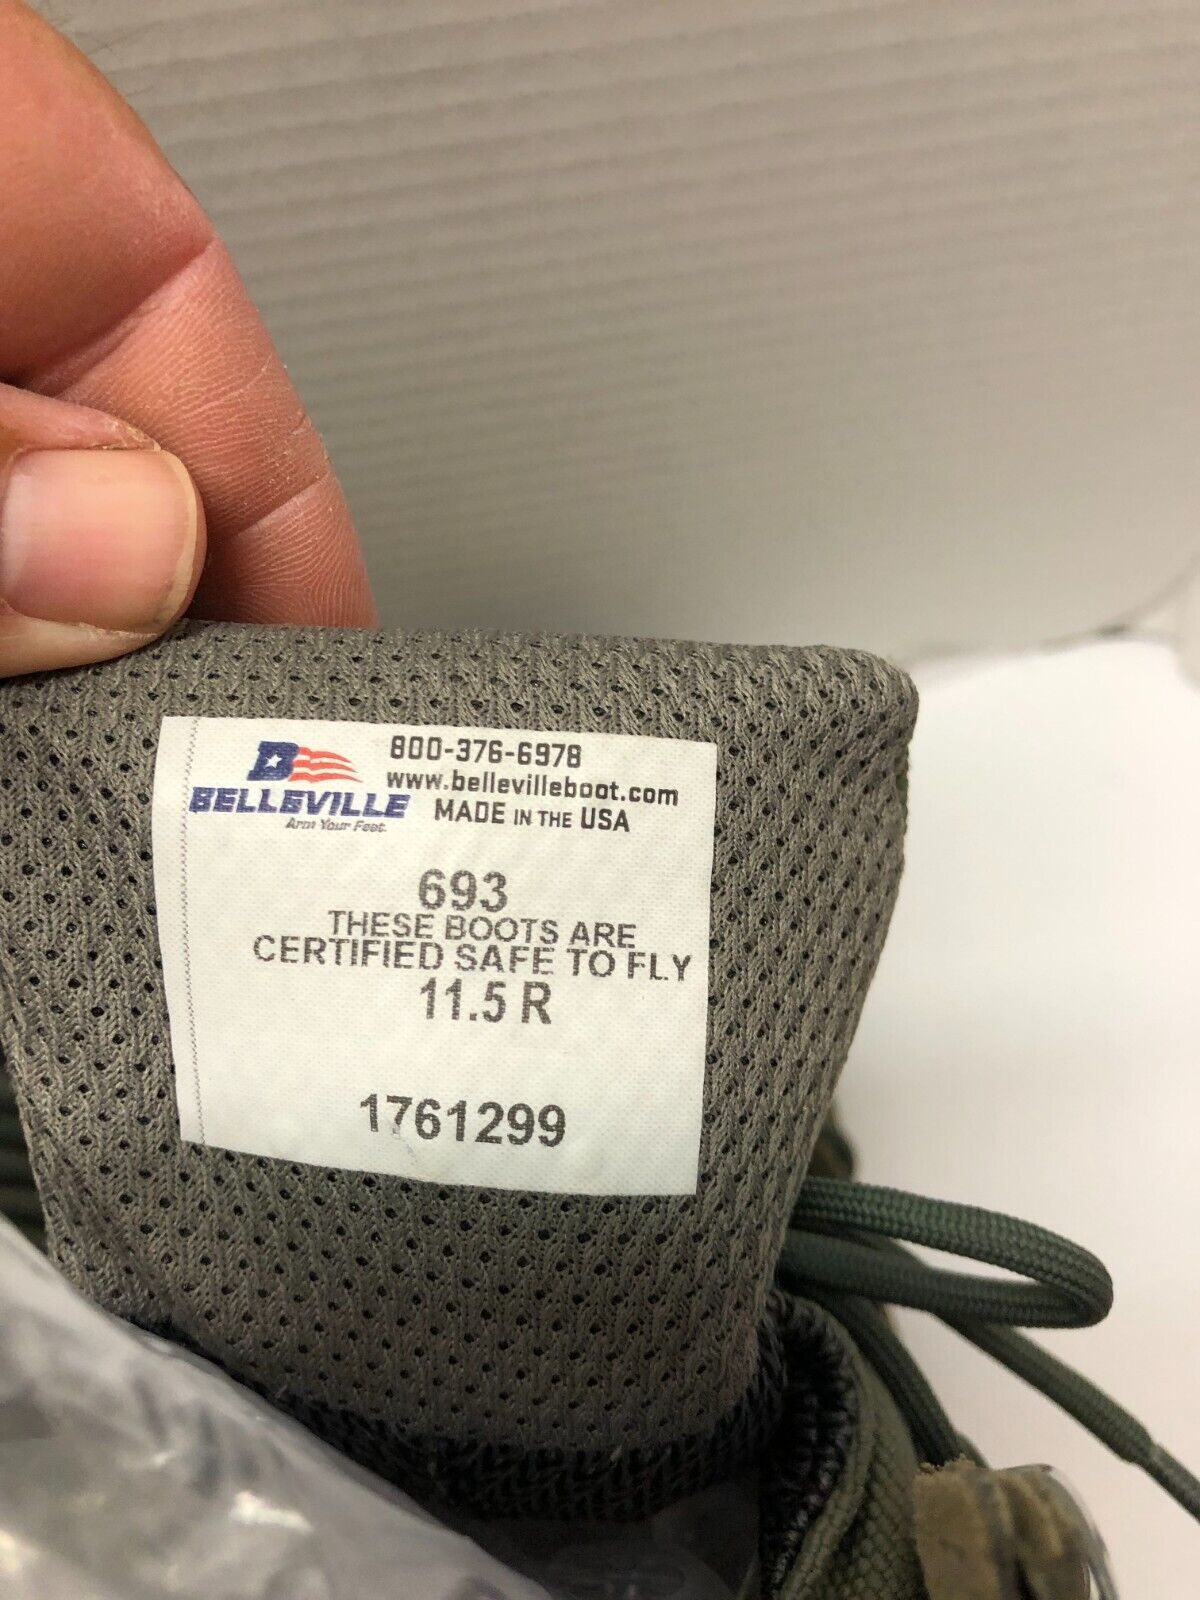 800-376-6978
www.bellevilleboot.com
BELLEVILLE
MADE IN THE USA
Arm Your Feet.
693
THESE BOOTS ARE
CERTIFIED SAFE TO FLY
11.5 R
1761299